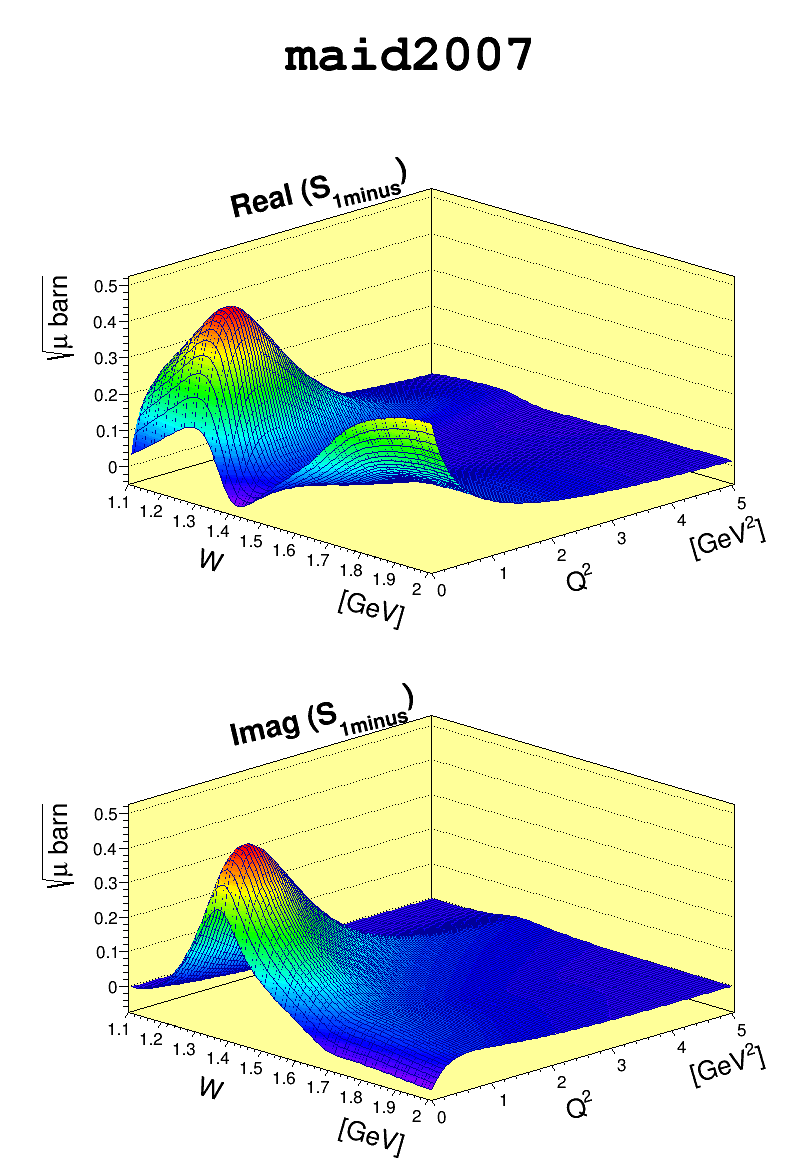 maid2007
Real (S1minus)
√μ barn
0.5
0.4
0.3
0.2
0.1
0
1.1 1.2 1.3 1.4 1.5 1.6 1.7 1.8 1.9 2
W
[GeV]
0 1 2 3 4 5
Q2
[GeV2]
Imag (S1minus)
√μ barn
0.5
0.4
0.3
0.2
0.1
0
1.1 1.2 1.3 1.4 1.5 1.6 1.7 1.8 1.9 2
W
[GeV]
0 1 2 3 4 5
Q2
[GeV2]